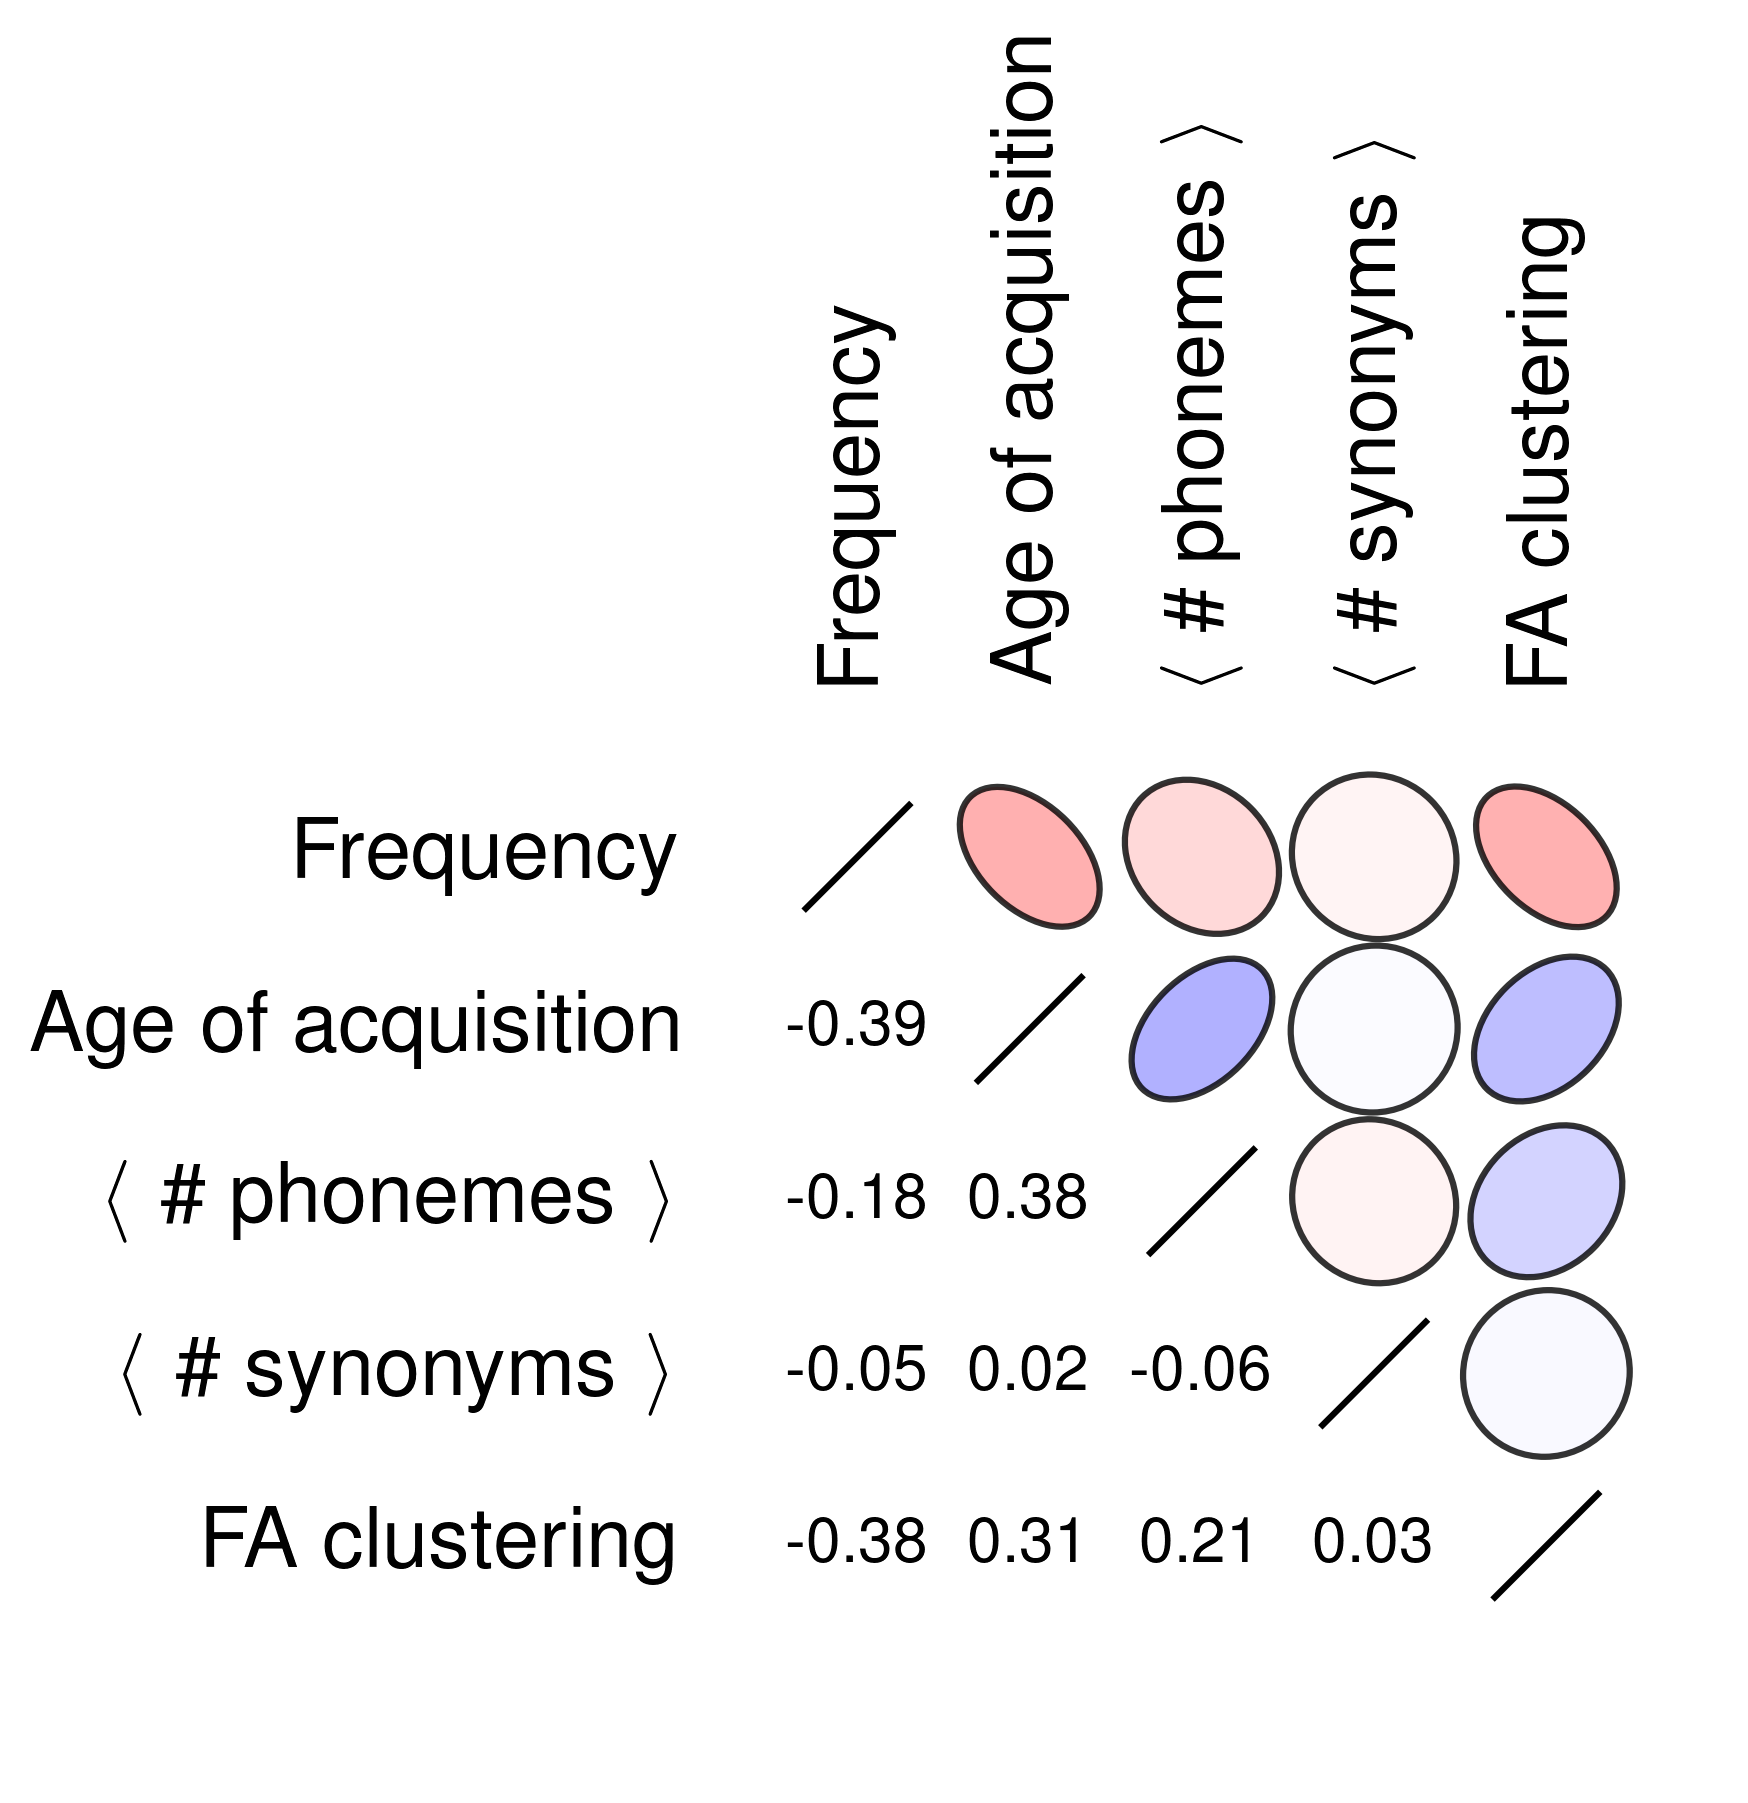 Frequency
Age of acquisition
〈 # phonemes 〉
〈 # synonyms 〉
FA clustering
Frequency
Age of acquisition -0.39
〈 # phonemes 〉 -0.18 0.38
〈 # synonyms 〉 -0.05 0.02 -0.06
FA clustering -0.38 0.31 0.21 0.03